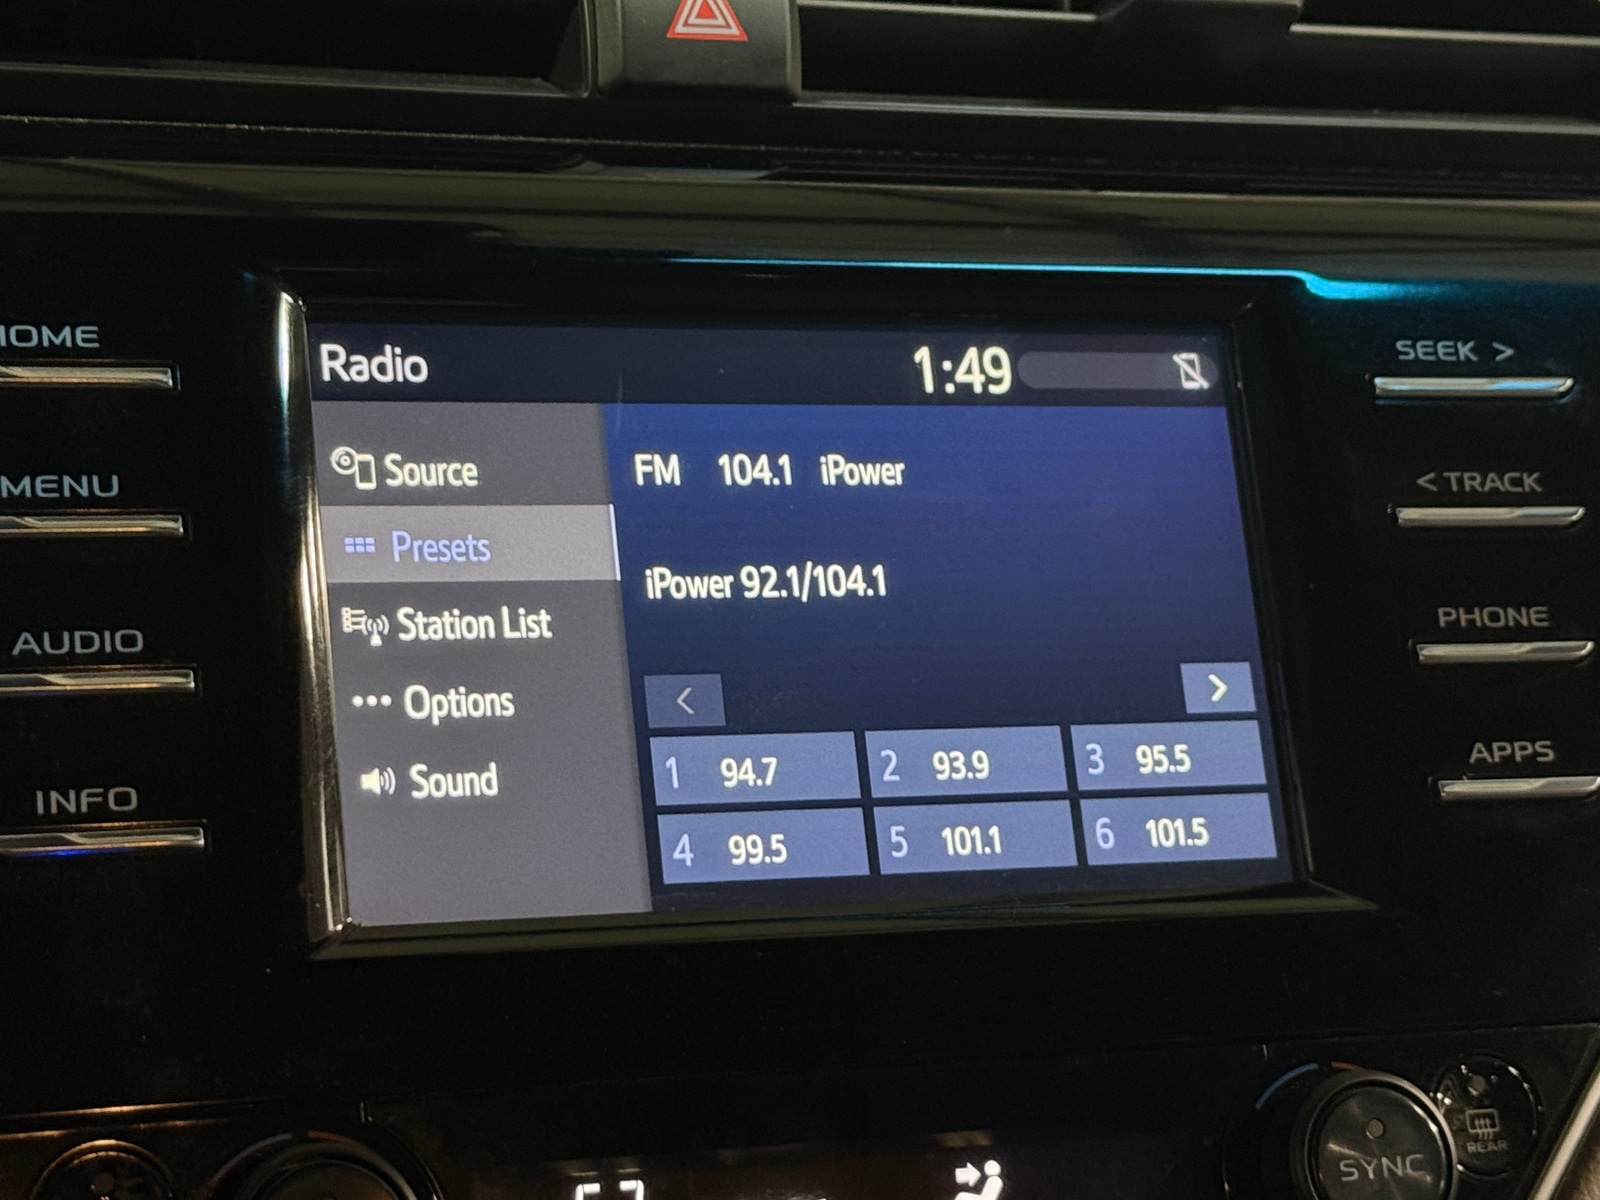 HOME
MENU
AUDIO
INFO
Radio
1:49
Source
Presets
Station List
Options
Sound
FM 104.1 iPower
iPower 92.1/104.1
< >
1 94.7 2 93.9 3 95.5
4 99.5 5 101.1 6 101.5
SEEK >
< TRACK
PHONE
APPS
SYNC
REAR